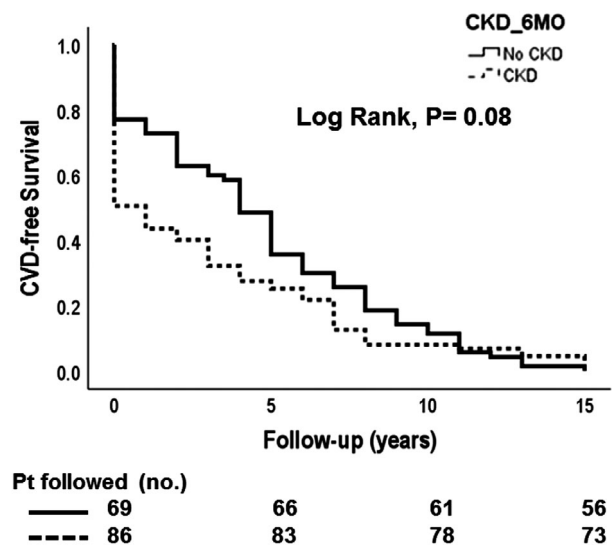 CKD_6MO
No CKD
CKD
Log Rank, P= 0.08
CVD-free Survival
1.0
0.8
0.6
0.4
0.2
0.0
0 5 10 15
Follow-up (years)
Pt followed (no.)
69 66 61 56
86 83 78 73